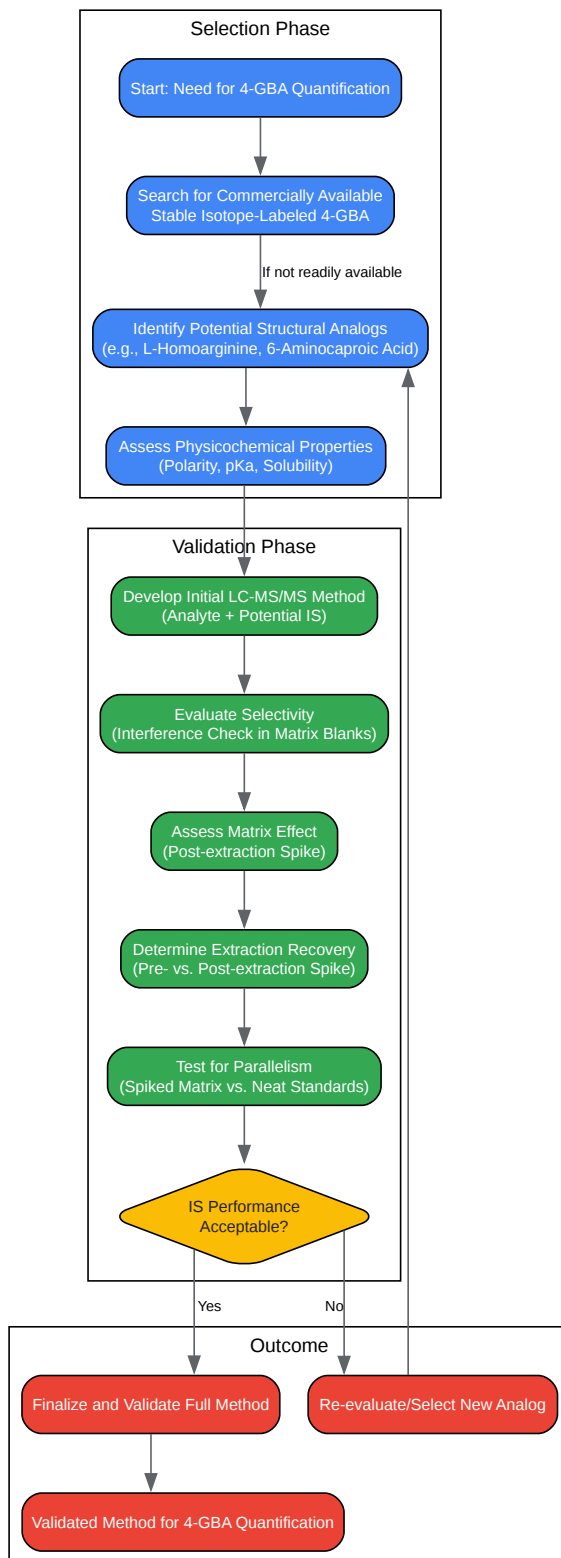 Selection Phase
Start: Need for 4-GBA Quantification
Search for Commercially Available
Stable Isotope-Labeled 4-GBA
If not readily available
Identify Potential Structural Analogs
(e.g., L-Homoarginine, 6-Aminocaproic Acid)
Assess Physicochemical Properties
(Polarity, pKa, Solubility)
Validation Phase
Develop Initial LC-MS/MS Method
(Analyte + Potential IS)
Evaluate Selectivity
(Interference Check in Matrix Blanks)
Assess Matrix Effect
(Post-extraction Spike)
Determine Extraction Recovery
(Pre- vs. Post-extraction Spike)
Test for Parallelism
(Spiked Matrix vs. Neat Standards)
IS Performance
Acceptable?
Yes
No
Outcome
Finalize and Validate Full Method
Re-evaluate/Select New Analog
Validated Method for 4-GBA Quantification